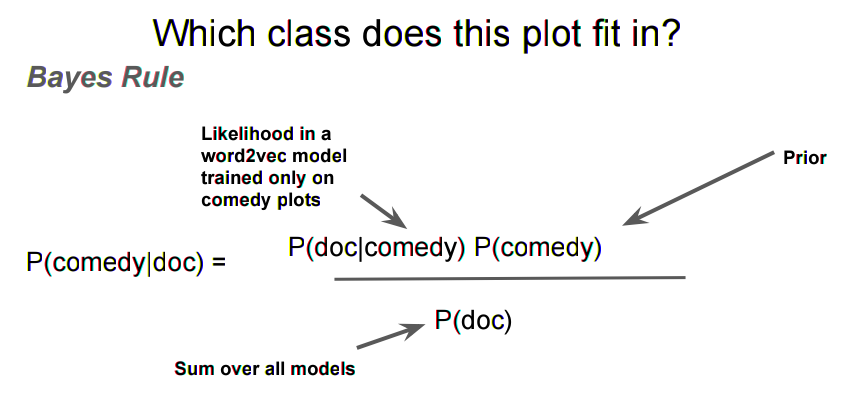 Which class does this plot fit in?
Bayes Rule
Likelihood in a
word2vec model
trained only on
comedy plots
Prior
P(doc|comedy) P(comedy)
P(comedy|doc) =
P(doc)
Sum over all models